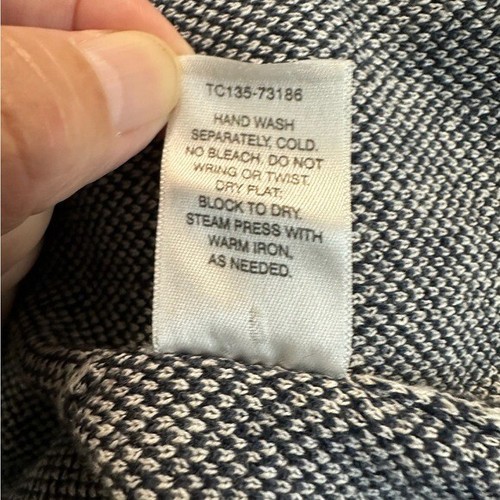 TC135-73186
HAND WASH
SEPARATELY, COLD.
NO BLEACH, DO NOT
WRING OR TWIST.
DRY FLAT:
BLOCK TO DRY.
STEAM PRESS WITH
WARM IRON,
AS NEEDED.